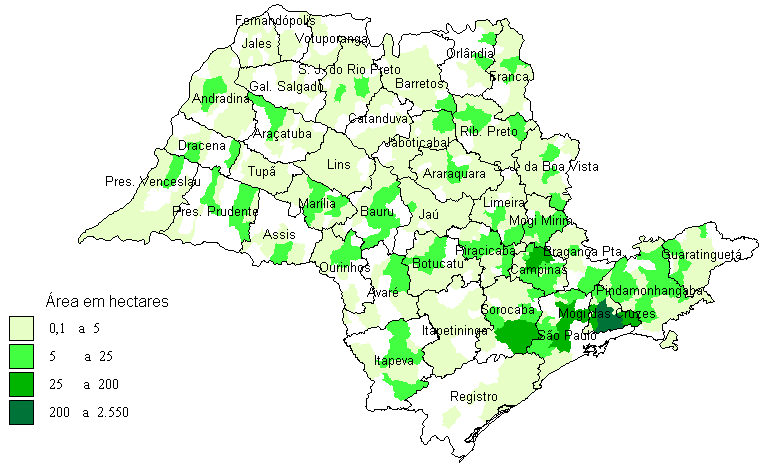 Fernandópolis
Jales
Votuporanga
Orlândia
S. J. do Rio Preto
Franca
Gal. Salgado
Barretos
Andradina
Catanduva
Araçatuba
Rib. Preto
Jaboticabal
Dracena
Lins
Tupã
Araraquara
S. J. da Boa Vista
Pres. Venceslau
Marília
Limeira
Pres. Prudente
Bauru
Jaú
Mogi Mirim
Assis
Piracicaba
Bragança Pta.
Guaratinguetá
Ourinhos
Botucatu
Campinas
Avaré
Pindamonhangaba
Área em hectares
Sorocaba
Mogi das Cruzes
0,1 a 5
Itapetininga
São Paulo
5 a 25
Itapeva
25 a 200
Registro
200 a 2.550